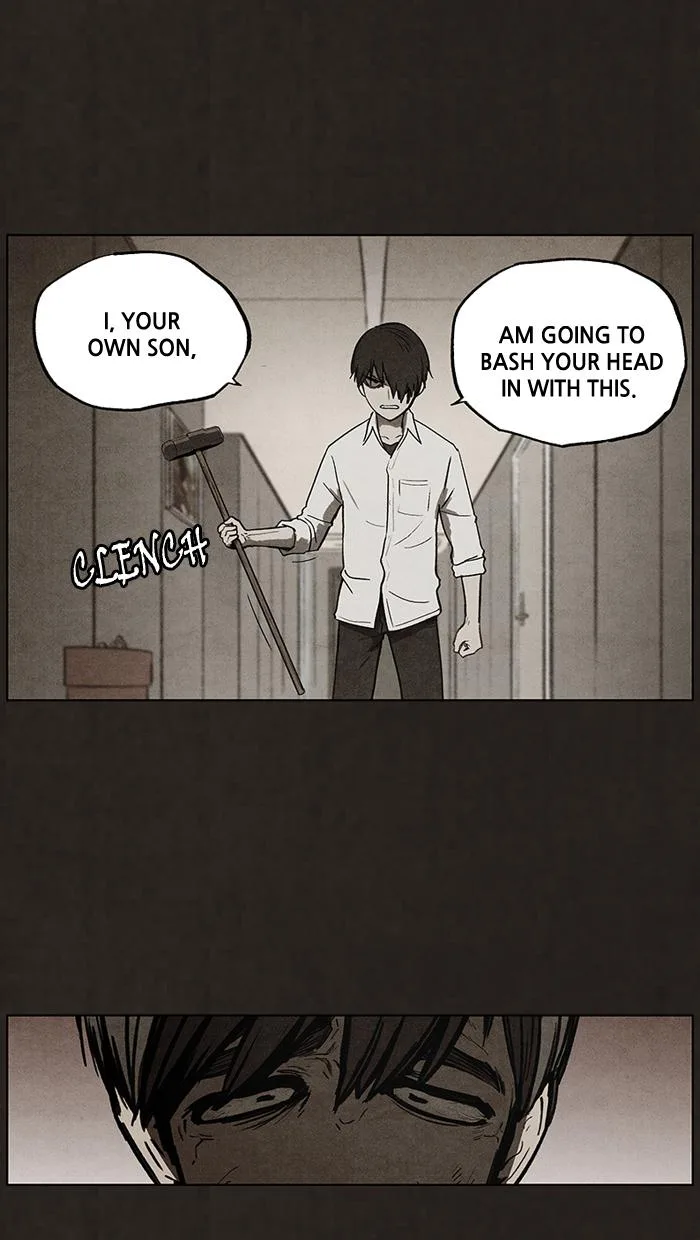 I, YOUR
OWN SON,
AM GOING TO
BASH YOUR HEAD
IN WITH THIS.
CLENCH